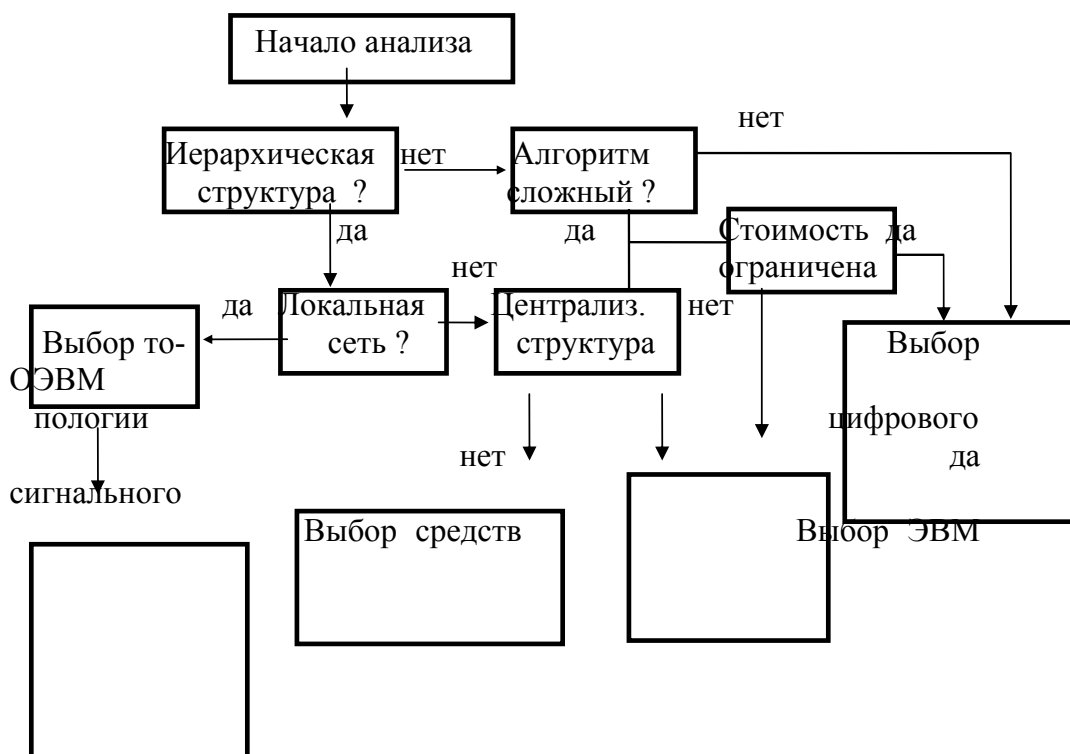 Начало анализа
нет
Иерархическая нет Алгоритм
структура ? сложный ?
да да Стоимость да
нет ограничена
да Локальная Централиз. нет
Выбор то- сеть ? структура Выбор
ОЭВМ
пологии цифрового
нет да
сигнального
Выбор средств Выбор ЭВМ